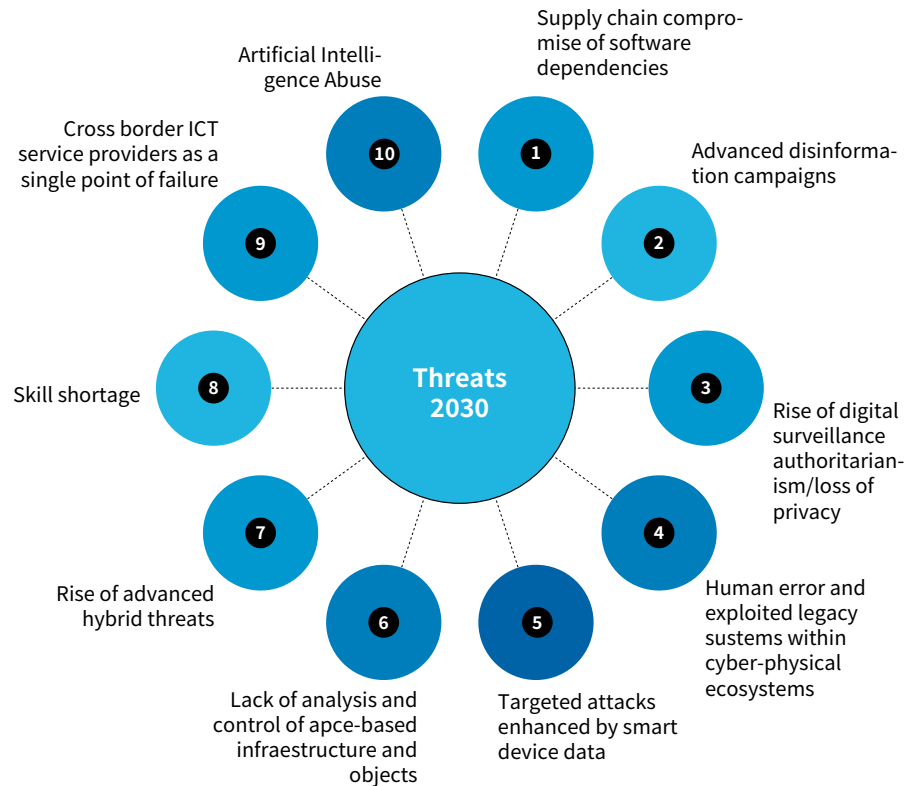 Threats
2030
1
Supply chain compro-
mise of software
dependencies
2
Advanced disinforma-
tion campaigns
3
Rise of digital
surveillance
authoritarian-
ism/loss of
privacy
4
Human error and
exploited legacy
sustems within
cyber-physical
ecosystems
5
Targeted attacks
enhanced by smart
device data
6
Lack of analysis and
control of apce-based
infraestructure and
objects
7
Rise of advanced
hybrid threats
8
Skill shortage
9
Cross border ICT
service providers as a
single point of failure
10
Artificial Intelli-
gence Abuse